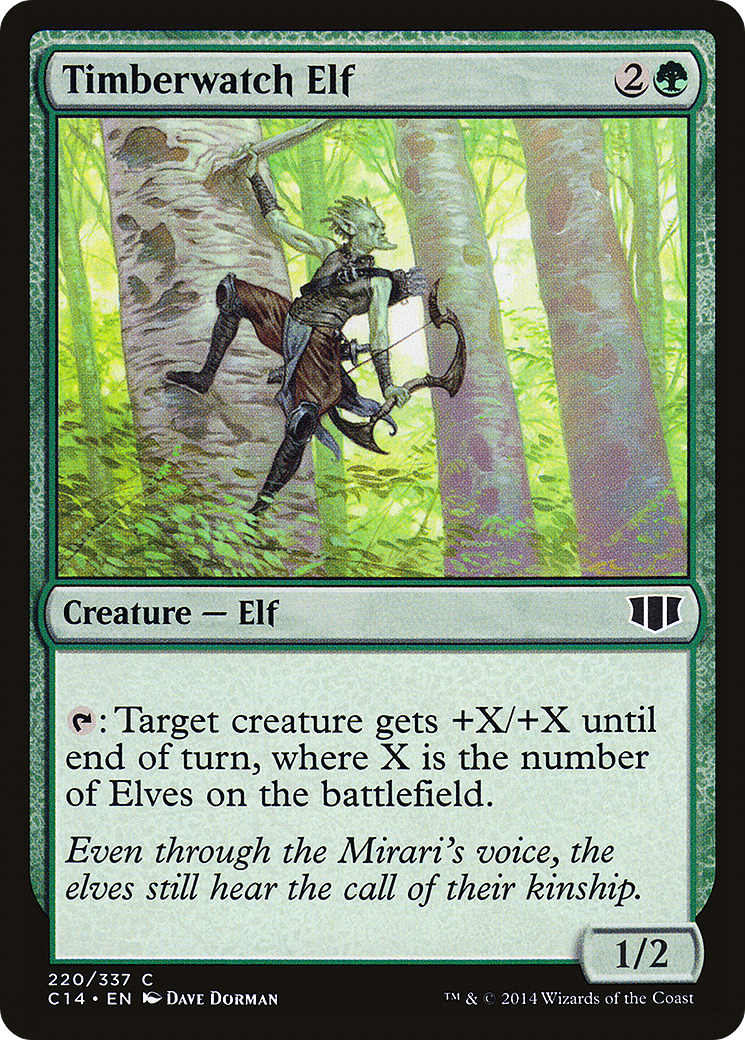 Timberwatch Elf 2
Creature — Elf
: Target creature gets +X/+X until
end of turn, where X is the number
of Elves on the battlefield.
Even through the Mirari's voice, the
elves still hear the call of their kinship.
1/2
220/337 C
C14 • EN Dave Dorman
™ & © 2014 Wizards of the Coast